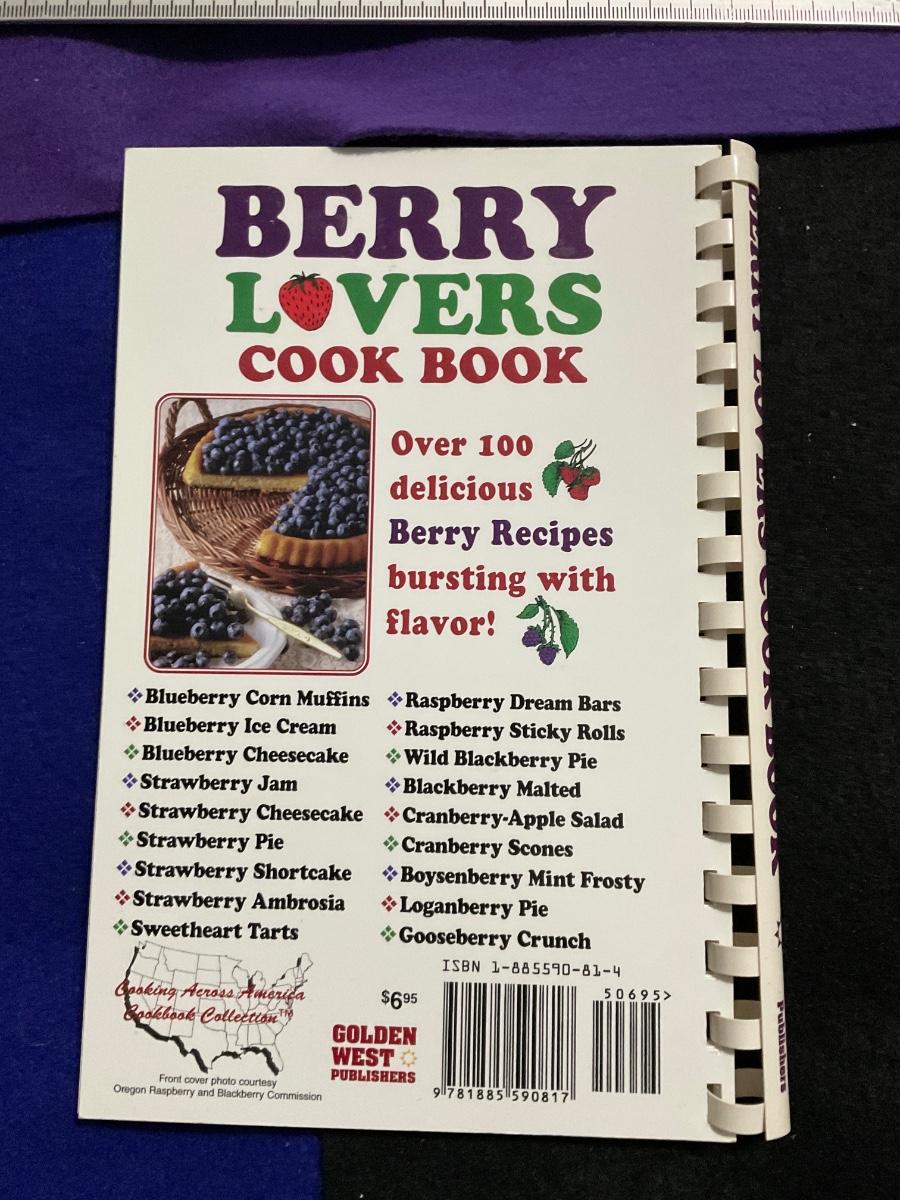 BERRY
LOVERS
COOK BOOK
Over 100
delicious
Berry Recipes
bursting with
flavor!
❖Blueberry Corn Muffins
❖Blueberry Ice Cream
❖Blueberry Cheesecake
❖Strawberry Jam
❖Strawberry Cheesecake
❖Strawberry Pie
❖Strawberry Shortcake
❖Strawberry Ambrosia
❖Sweetheart Tarts
❖Raspberry Dream Bars
❖Raspberry Sticky Rolls
❖Wild Blackberry Pie
❖Blackberry Malted
❖Cranberry-Apple Salad
❖Cranberry Scones
❖Boysenberry Mint Frosty
❖Loganberry Pie
❖Gooseberry Crunch
Cooking Across America
Cookbook Collection™
Front cover photo courtesy
Oregon Raspberry and Blackberry Commission
$6.95
GOLDEN
WEST
PUBLISHERS
ISBN 1-885590-81-4
50695>
9 781885 590817
BERRY LOVERS COOK BOOK
Publishers